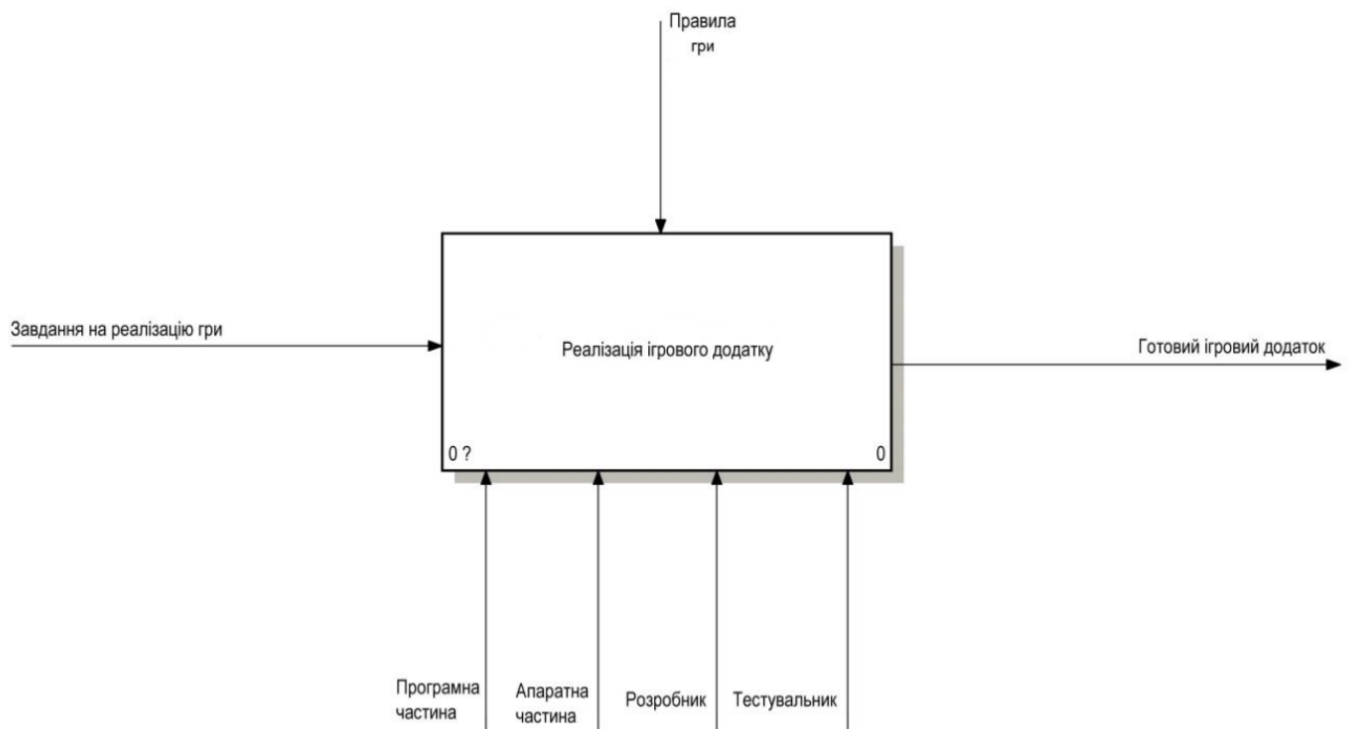 Правила
гри
Завдання на реалізацію гри
Реалізація ігрового додатку
Готовий ігровий додаток
0 ?
0
Програмна
частина
Апаратна
частина
Розробник
Тестувальник